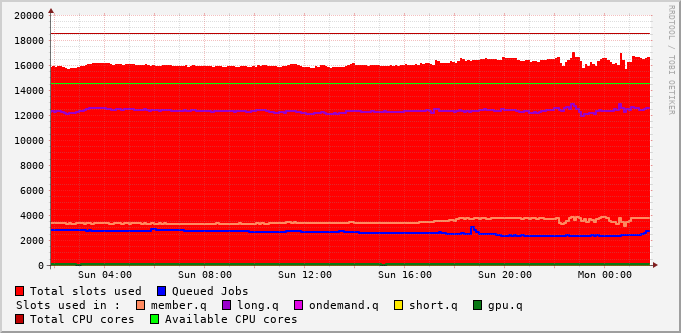 20000
18000
16000
14000
12000
10000
8000
6000
4000
2000
0
Sun 04:00 Sun 08:00 Sun 12:00 Sun 16:00 Sun 20:00 Mon 00:00
Total slots used Queued Jobs
Slots used in : member.q long.q ondemand.q short.q gpu.q
Total CPU cores Available CPU cores
RRDTOOL / TOBI OETIKER